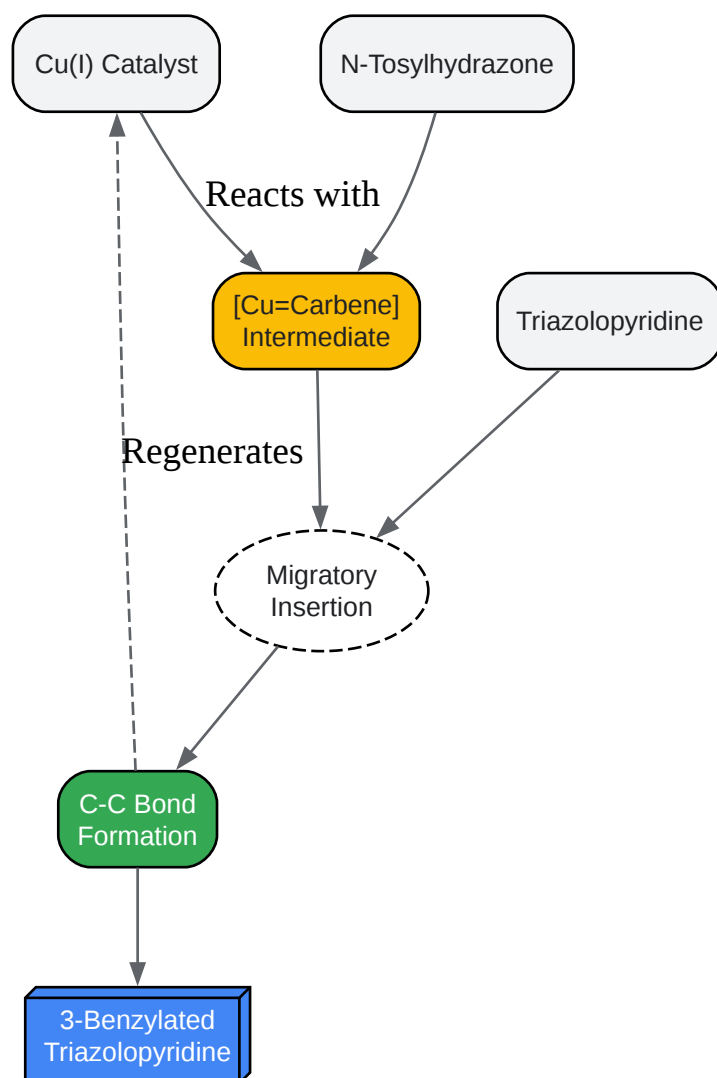 Cu(I) Catalyst
N-Tosylhydrazone
Reacts with
[Cu=Carbene]
Intermediate
Triazolopyridine
Regenerates
Migratory
Insertion
C-C Bond
Formation
3-Benzylated
Triazolopyridine